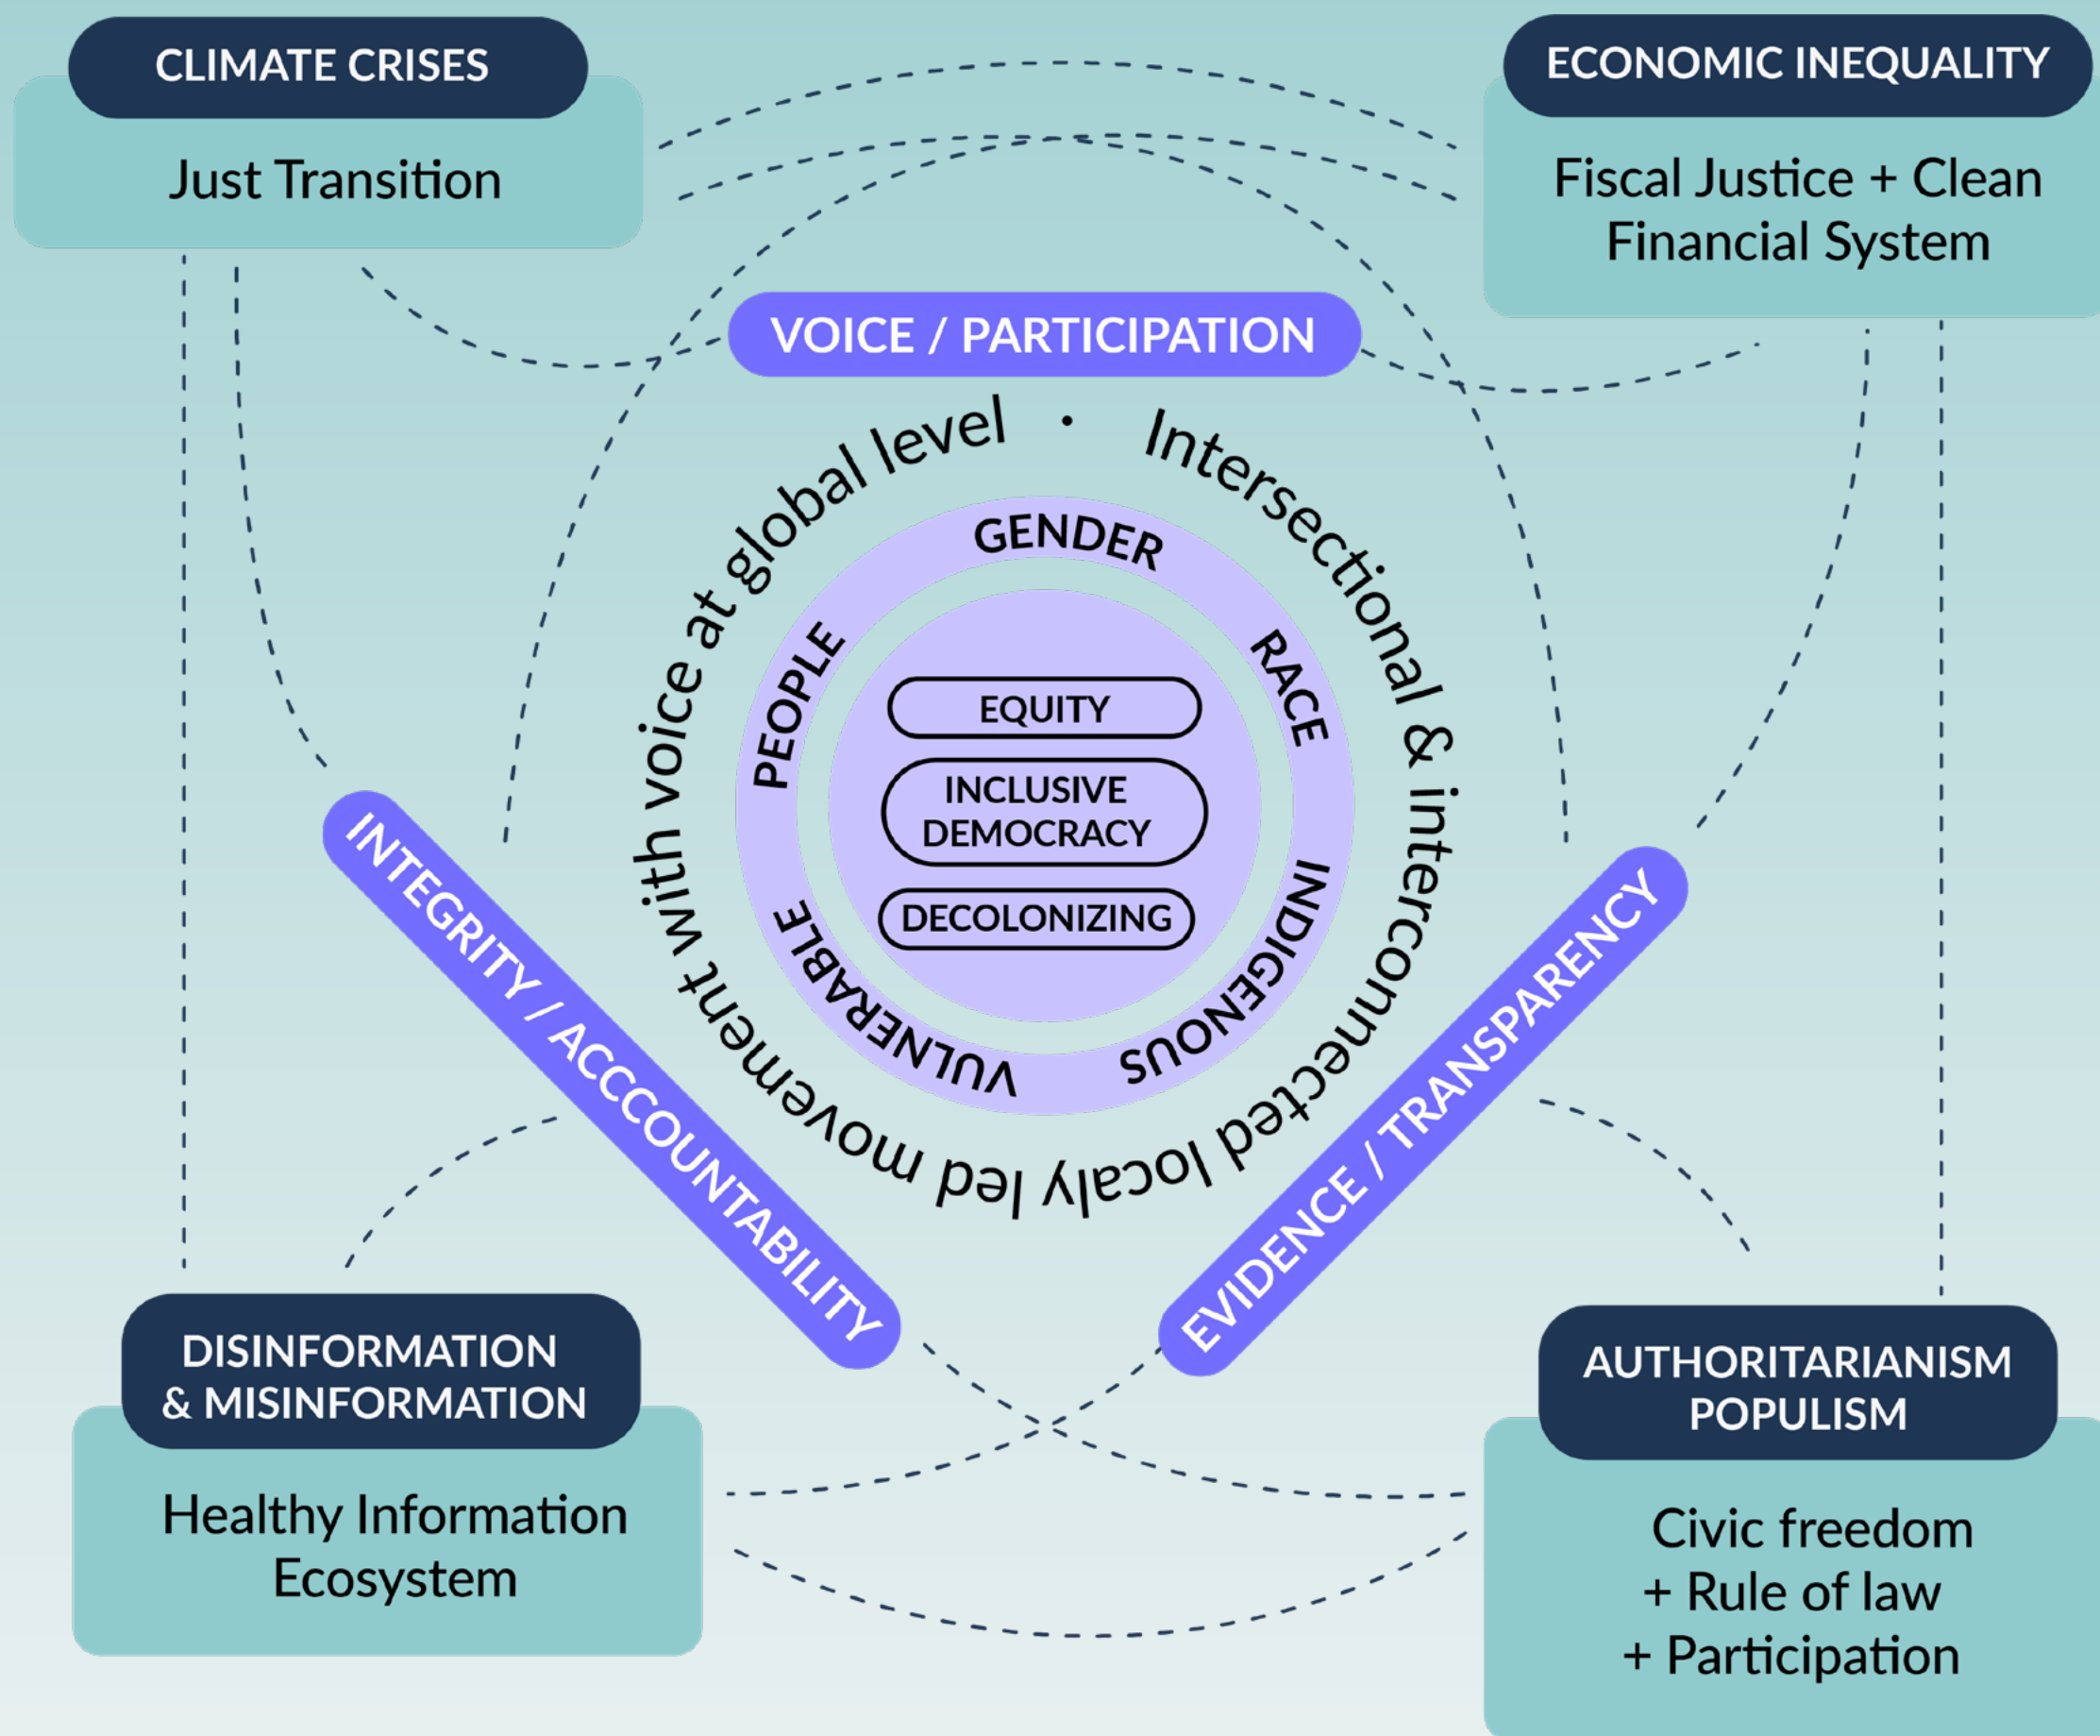 CLIMATE CRISES
Just Transition
ECONOMIC INEQUALITY
Fiscal Justice + Clean
Financial System
VOICE / PARTICIPATION
Intersectional & interconnected localy led movement with voice at global level
·
GENDER
RACE
INDIGENOUS
VULNERABLE
PEOPLE
EQUITY
INCLUSIVE
DEMOCRACY
DECOLONIZING
INTEGRITY / ACCCOUNTABILITY
EVIDENCE / TRANSPARENCY
DISINFORMATION
& MISINFORMATION
Healthy Information
Ecosystem
AUTHORITARIANISM
POPULISM
Civic freedom
+ Rule of law
+ Participation